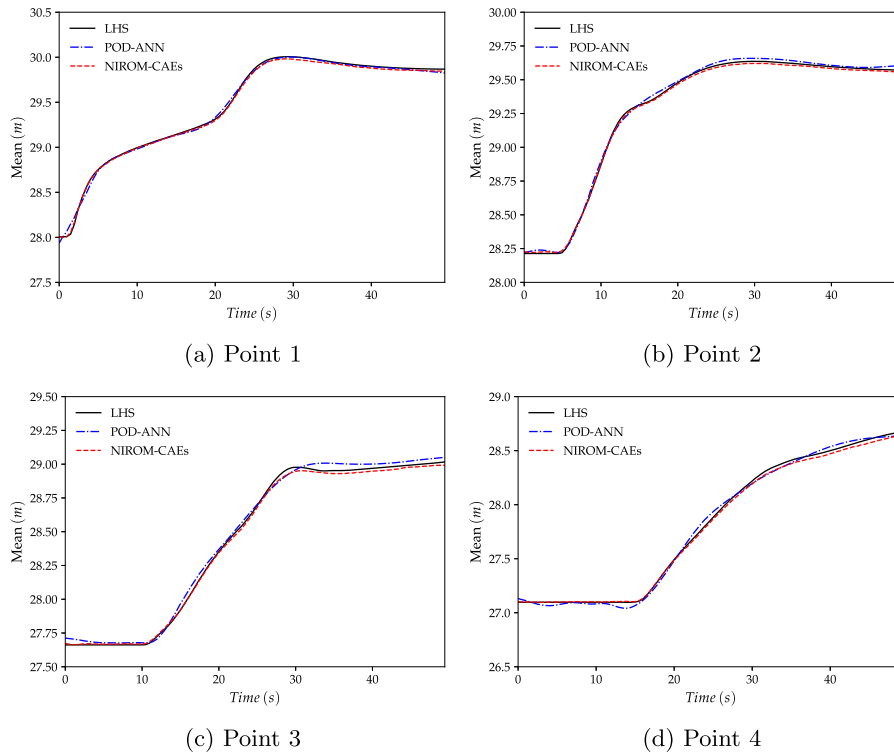 30.5
30.0
29.5
29.0
28.5
28.0
27.5
Mean (m)
LHS
POD-ANN
NIROM-CAEs
0 10 20 30 40
Time (s)
(a) Point 1
30.00
29.75
29.50
29.25
29.00
28.75
28.50
28.25
28.00
Mean (m)
LHS
POD-ANN
NIROM-CAEs
0 10 20 30 40
Time (s)
(b) Point 2
29.50
29.25
29.00
28.75
28.50
28.25
28.00
27.75
27.50
Mean (m)
LHS
POD-ANN
NIROM-CAEs
0 10 20 30 40
Time (s)
(c) Point 3
29.0
28.5
28.0
27.5
27.0
26.5
Mean (m)
LHS
POD-ANN
NIROM-CAEs
0 10 20 30 40
Time (s)
(d) Point 4